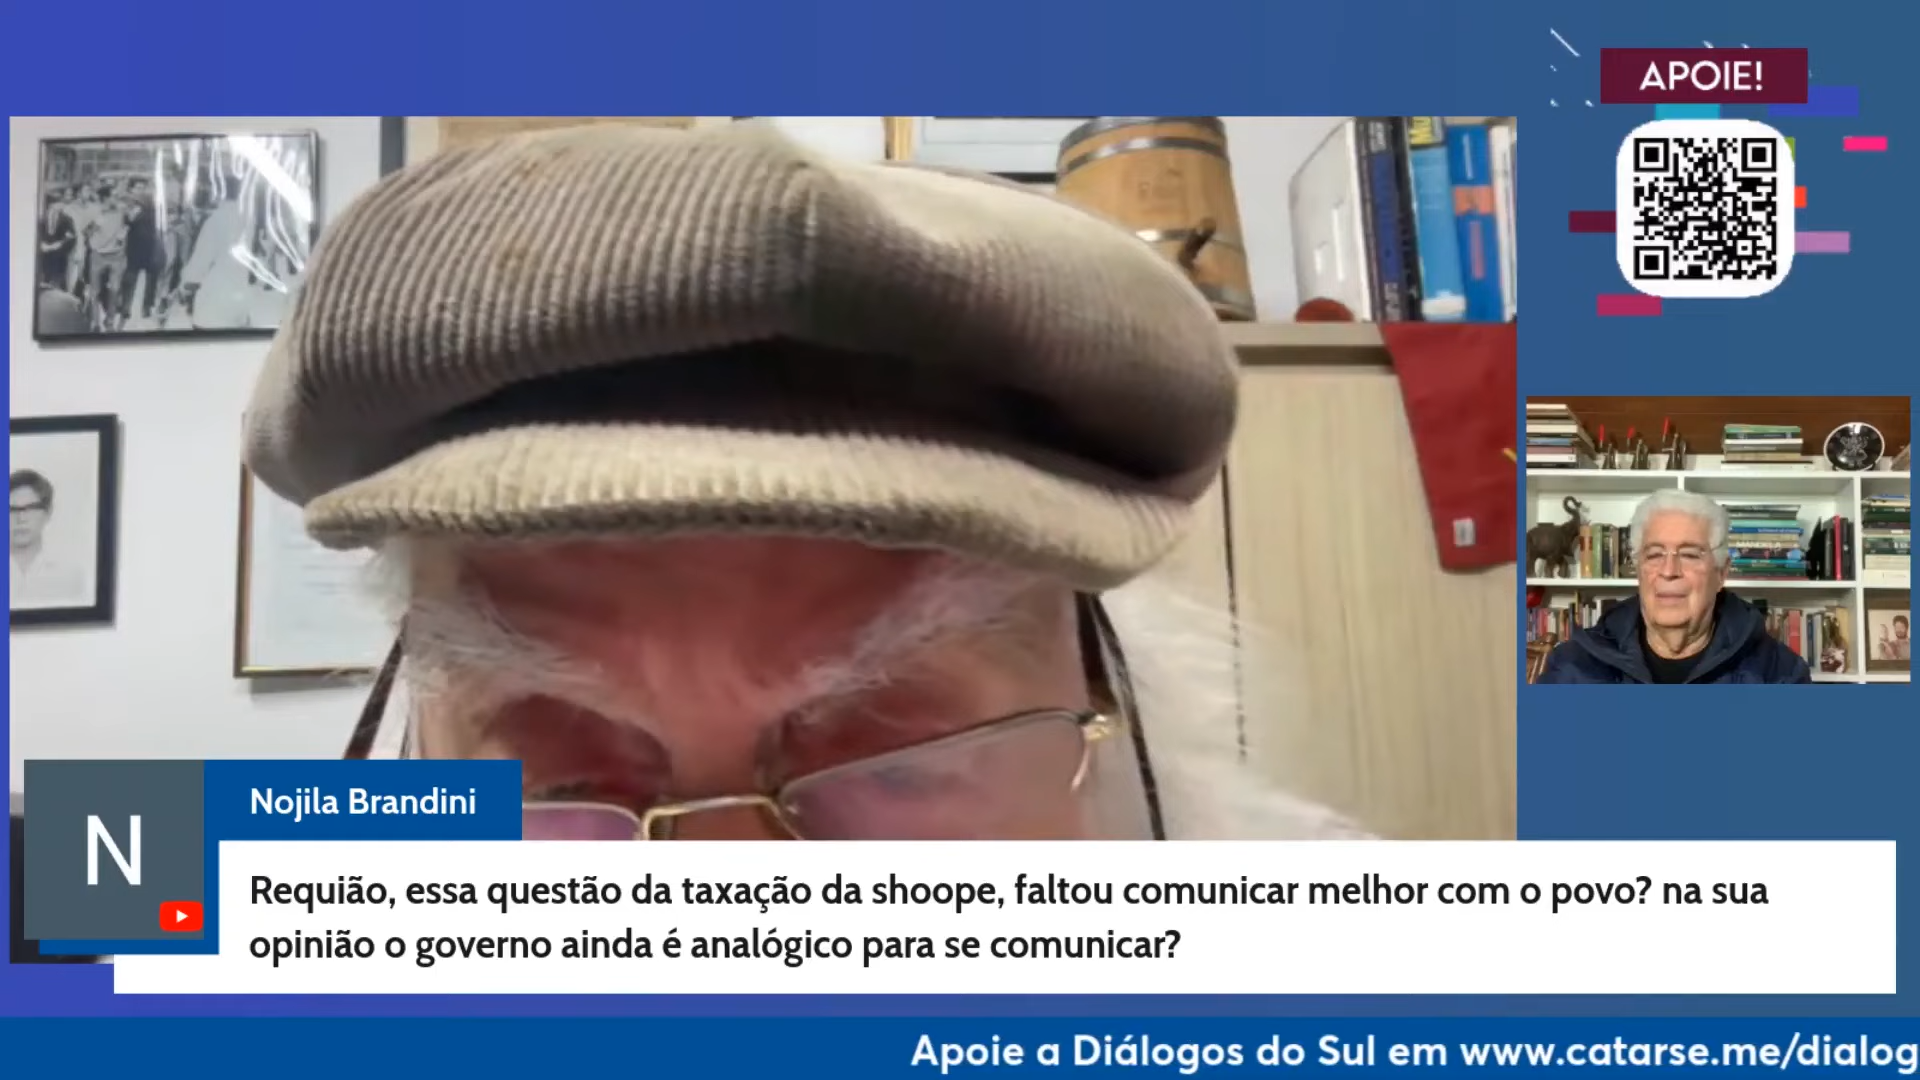 APOIE!
MANDELA
N
Nojila Brandini
Requião, essa questão da taxação da shoope, faltou comunicar melhor com o povo? na sua
opinião o governo ainda é analógico para se comunicar?
Apoie a Diálogos do Sul em www.catarse.me/dialog